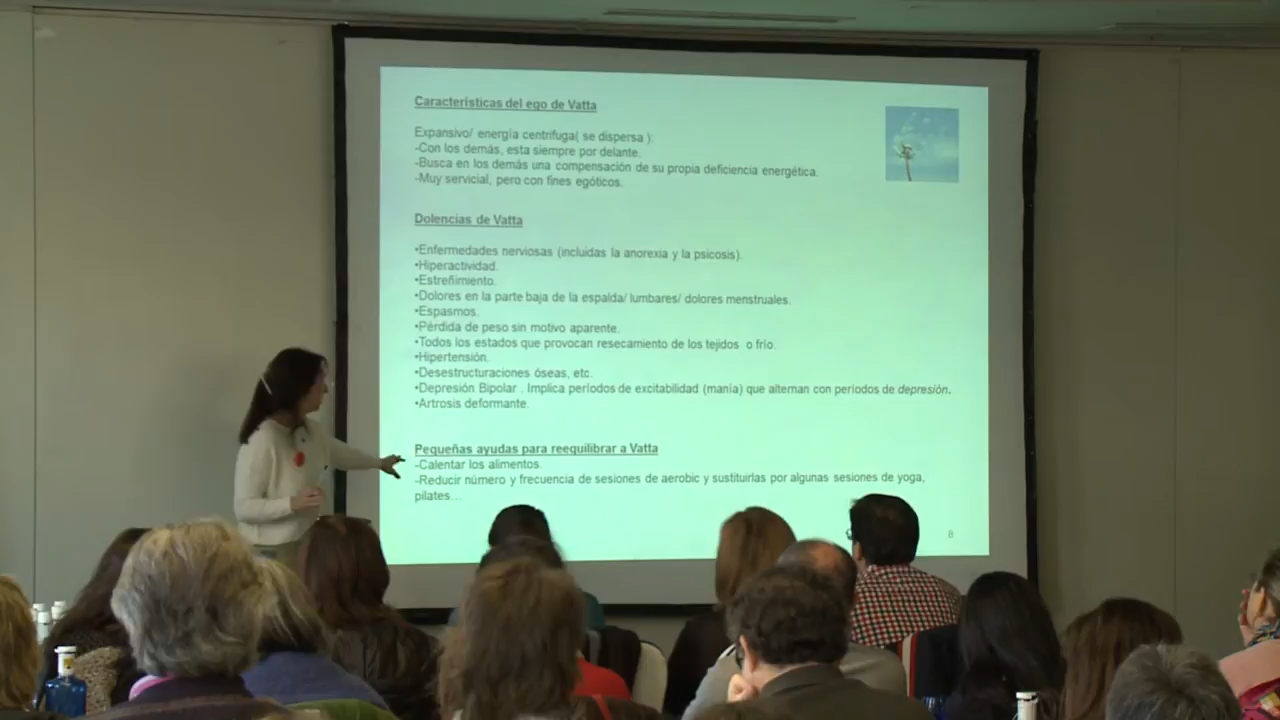 Características del ego de Vatta
Expansivo/ energía centrifuga( se dispersa ):
-Con los demás, esta siempre por delante.
-Busca en los demás una compensación de su propia deficiencia energética.
-Muy servicial, pero con fines egóticos.
Dolencias de Vatta
•Enfermedades nerviosas (incluidas la anorexia y la psicosis).
•Hiperactividad.
•Estreñimiento.
•Dolores en la parte baja de la espalda/ lumbares/ dolores menstruales.
•Espasmos.
•Pérdida de peso sin motivo aparente.
•Todos los estados que provocan resecamiento de los tejidos o frío.
•Hipertensión.
•Desestructuraciones óseas, etc.
•Depresión Bipolar . Implica períodos de excitabilidad (manía) que alternan con períodos de depresión.
•Artrosis deformante.
Pequeñas ayudas para reequilibrar a Vatta
-Calentar los alimentos.
-Reducir número y frecuencia de sesiones de aerobic y sustituirlas por algunas sesiones de yoga,
pilates…
8